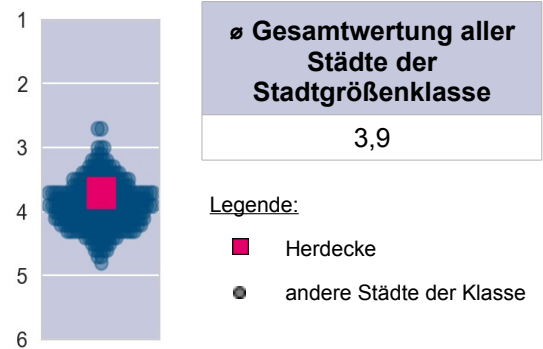 1
2
3
4
5
6
⌀ Gesamtwertung aller
Städte der
Stadtgrößenklasse
3,9
Legende:
Herdecke
andere Städte der Klasse